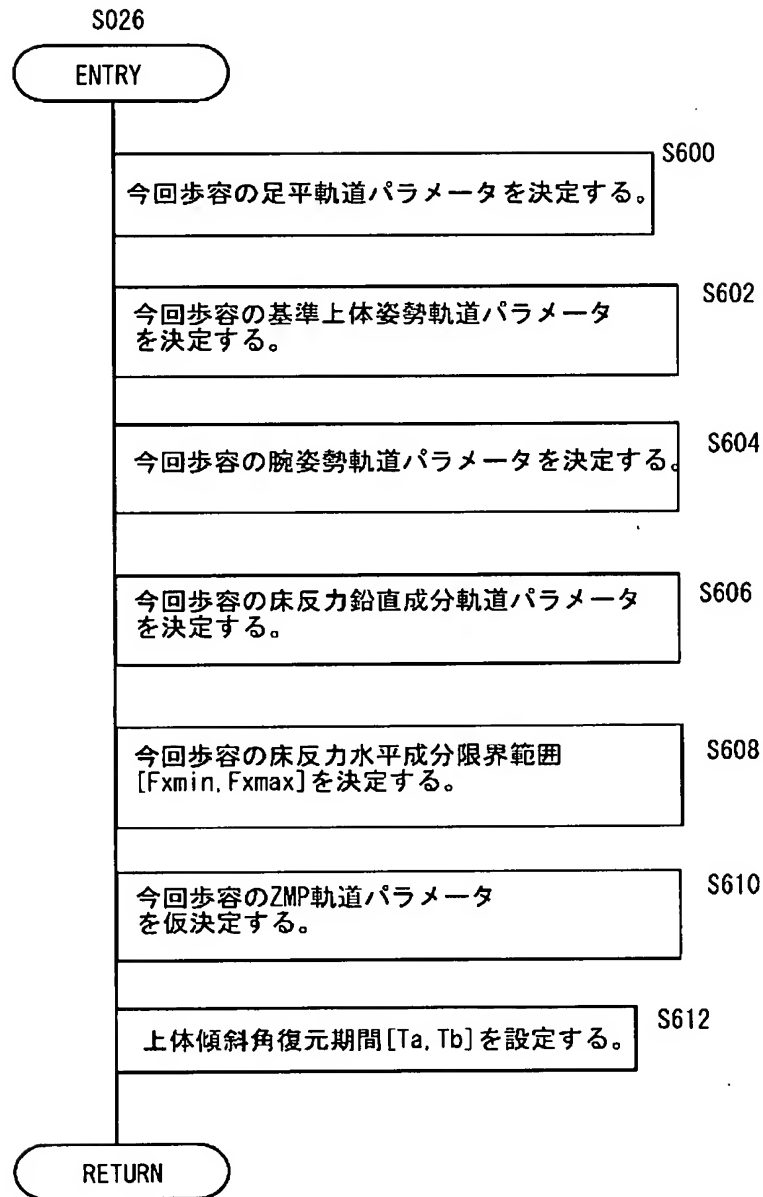 S026
ENTRY
S600
今回歩容の足平軌道パラメータを決定する。
S602
今回歩容の基準上体姿勢軌道パラメータ
を決定する。
S604
今回歩容の腕姿勢軌道パラメータを決定する。
S606
今回歩容の床反力鉛直成分軌道パラメータ
を決定する。
S608
今回歩容の床反力水平成分限界範囲
[Fxmin,Fxmax]を決定する。
S610
今回歩容のZMP軌道パラメータ
を仮決定する。
S612
上体傾斜角復元期間[Ta,Tb]を設定する。
RETURN